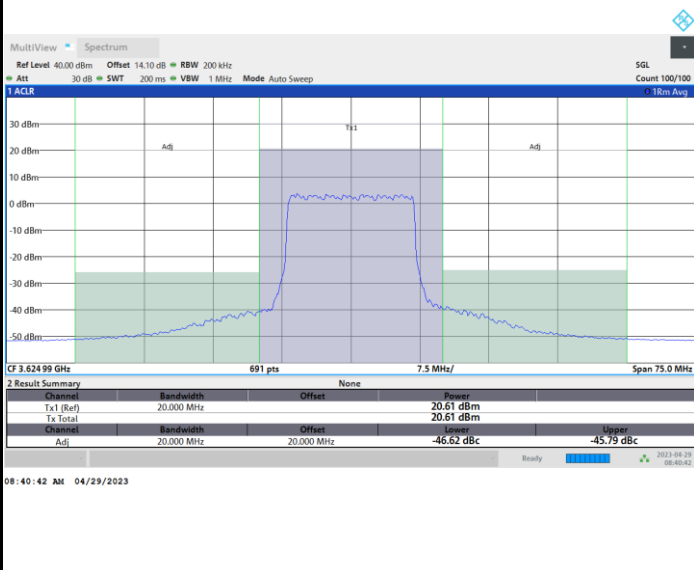 MultiView Spectrum
Ref Level 40.00 dBm Offset 14.10 dB RBW 200 kHz SGL
Att 30 dB SWT 200 ms VBW 1 MHz Mode Auto Sweep Count 100/100
1 ACLR 1Rm Avg
30 dBm
Tx1
20 dBm Adj Adj
10 dBm
0 dBm
-10 dBm
-20 dBm
-30 dBm
-40 dBm
-50 dBm
CF 3.62499 GHz 691 pts 7.5 MHz/ Span 75.0 MHz
2 Result Summary None
Channel Bandwidth Offset Power
Tx1 (Ref) 20.000 MHz 20.61 dBm
Tx Total 20.61 dBm
Channel Bandwidth Offset Lower Upper
Adj 20.000 MHz 20.000 MHz -46.62 dBc -45.79 dBc
Ready 2023-04-29
08:40:42
08:40:42 AM 04/29/2023